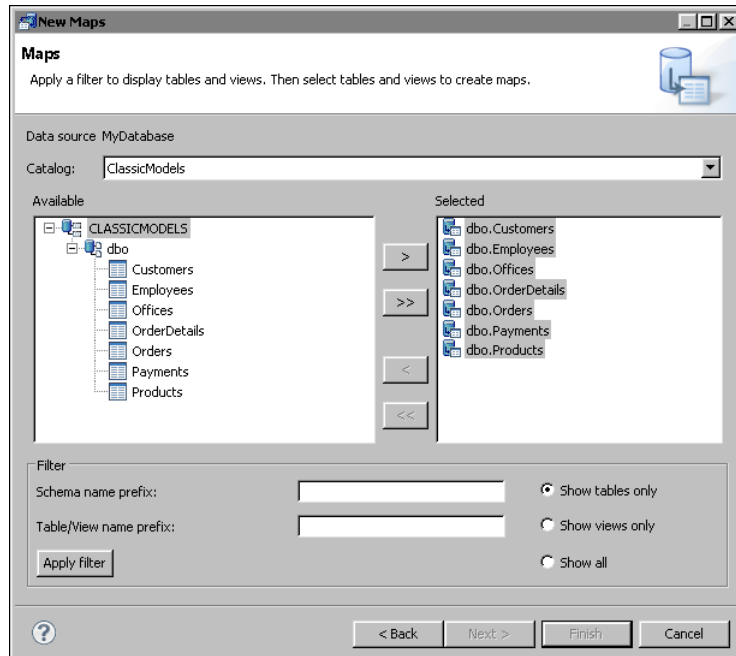 New Maps
Maps
Apply a filter to display tables and views. Then select tables and views to create maps.
Data source MyDatabase
Catalog: ClassicModels
Available
Selected
CLASSICMODELS
dbo
Customers
Employees
Offices
OrderDetails
Orders
Payments
Products
>
>>
<
<<
dbo.Customers
dbo.Employees
dbo.Offices
dbo.OrderDetails
dbo.Orders
dbo.Payments
dbo.Products
Filter
Schema name prefix:
Show tables only
Table/View name prefix:
Show views only
Apply filter
Show all
?
< Back
Next >
Finish
Cancel